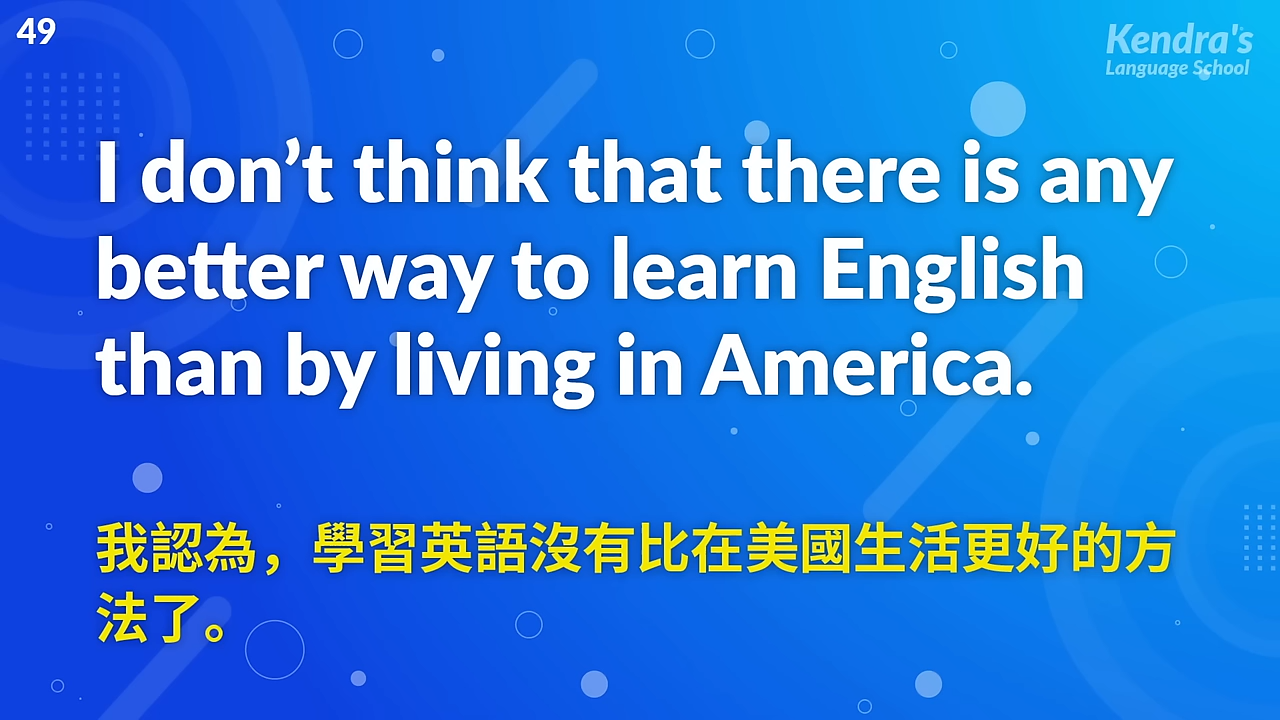 49
Kendra's
Language School
I don’t think that there is any
better way to learn English
than by living in America.
我認為，學習英語沒有比在美國生活更好的方
法了。